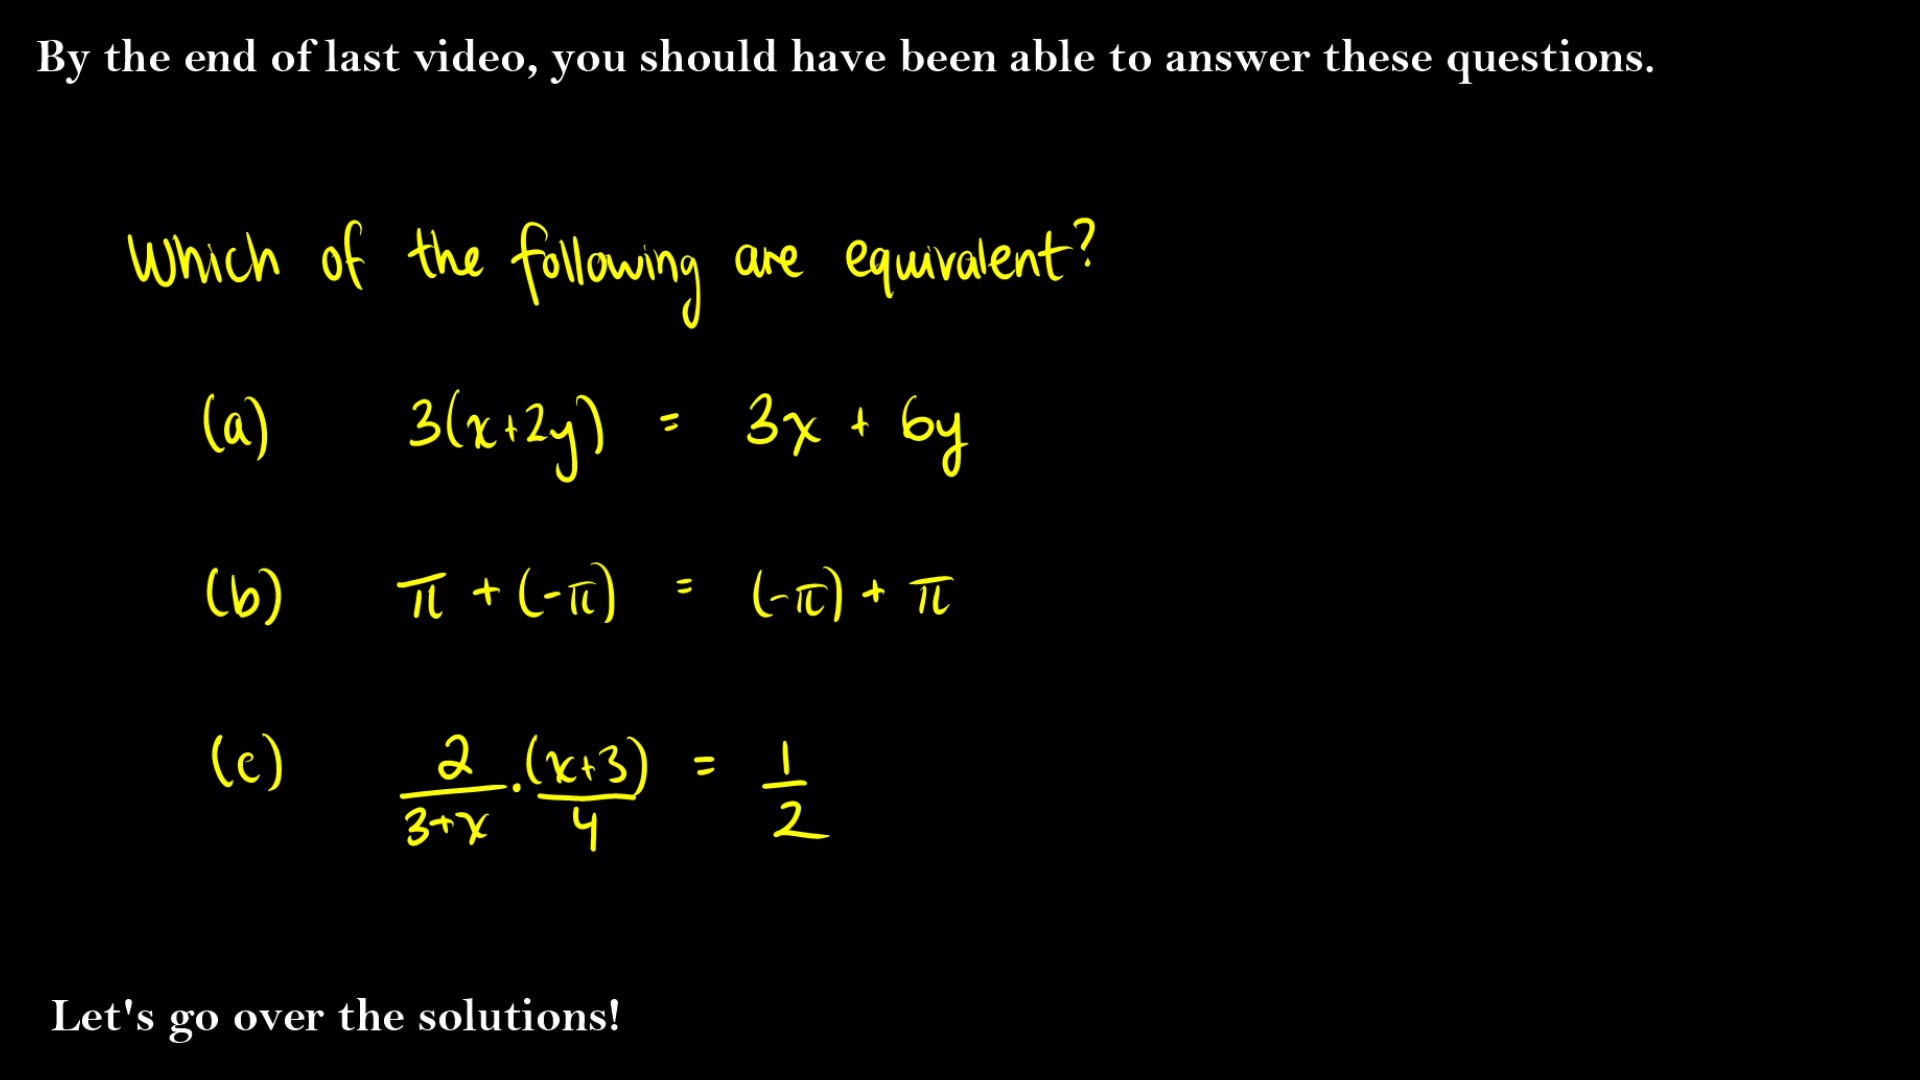 By the end of last video, you should have been able to answer these questions.
Which of the following are equivalent?
(a) 3(x+2y) = 3x + 6y
(b) π + (-π) = (-π) + π
(c) 2/(3+x) · (x+3)/4 = 1/2
Let's go over the solutions!